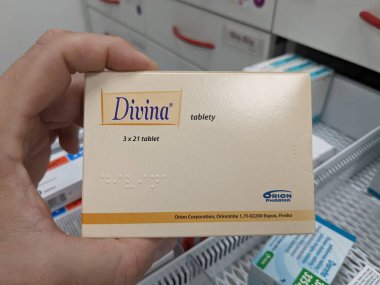 Divina®
tablety
3 x 21 tablet
ORION
PHARMA
Orion Corporation, Orionintie 1, FI-02200 Espoo, Finsko